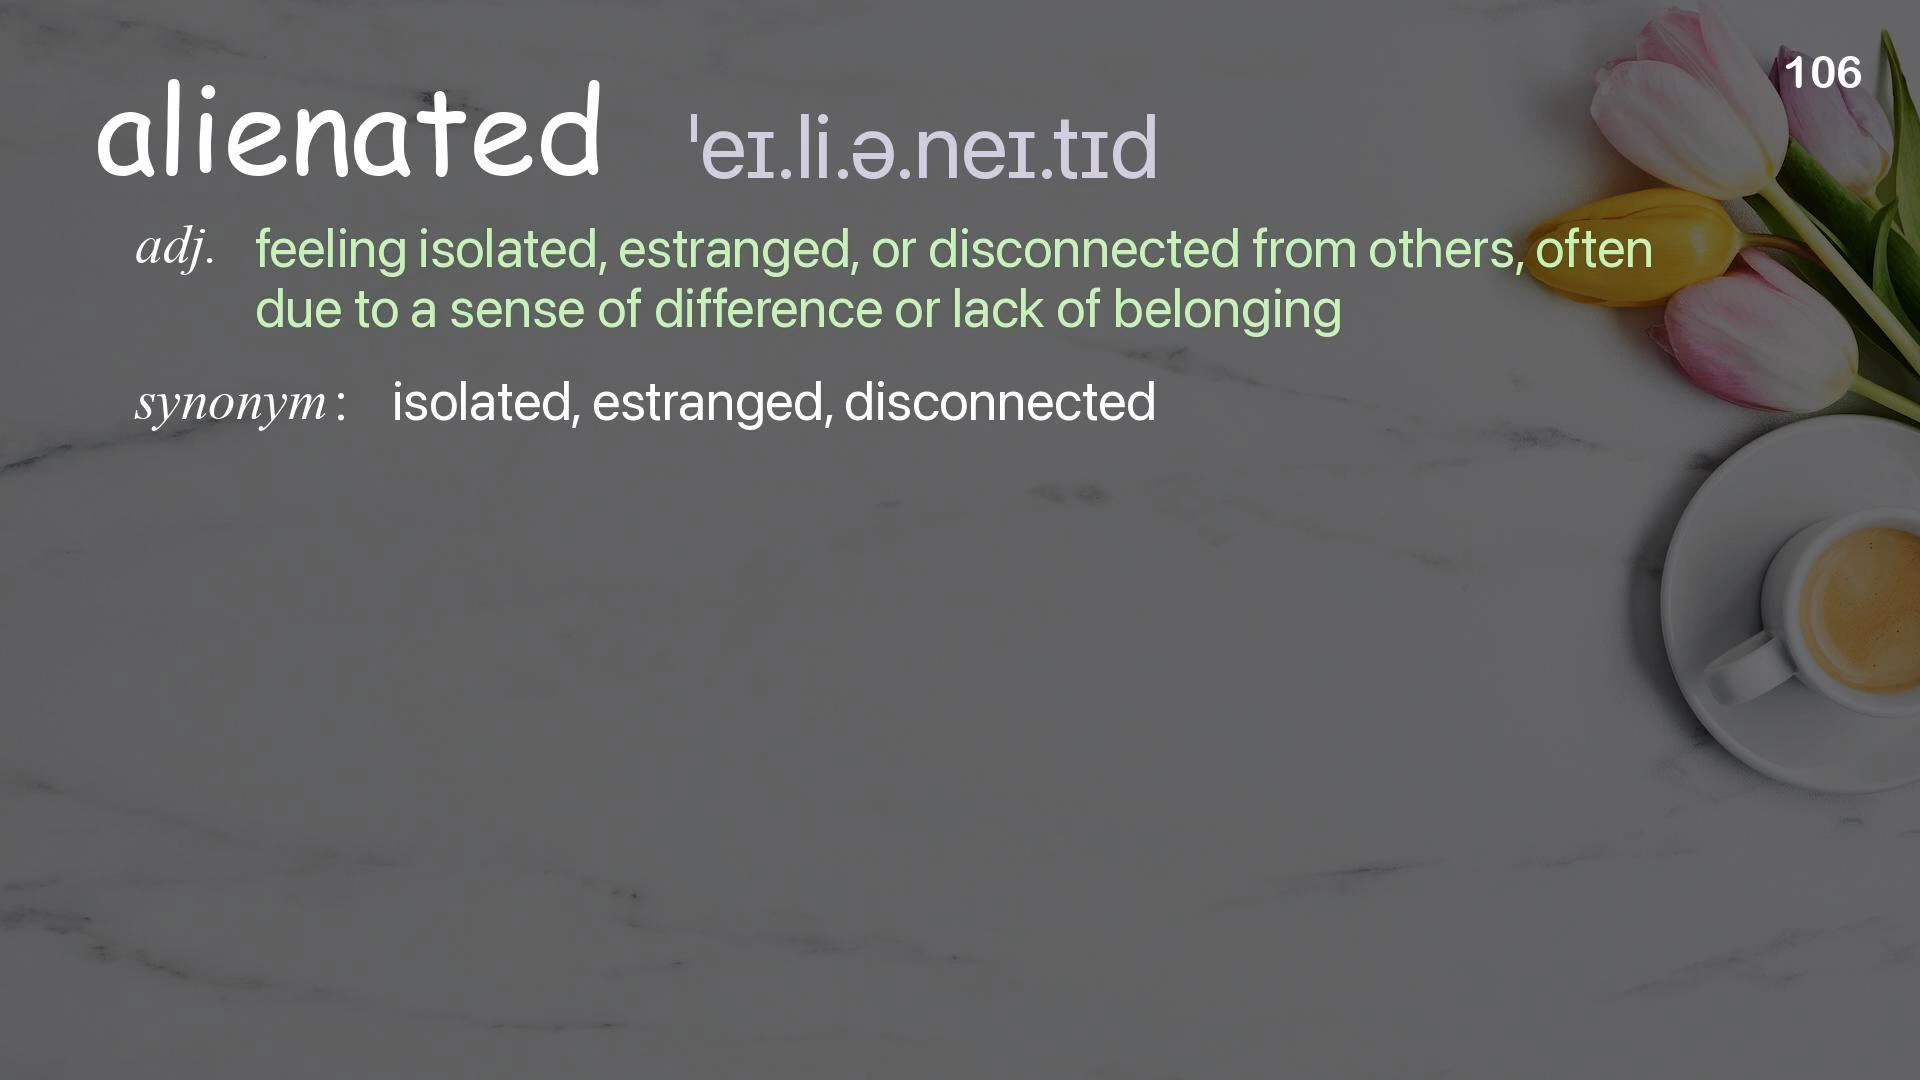 106
alienated ˈeɪ.li.ə.neɪ.tɪd
adj. feeling isolated, estranged, or disconnected from others, often
due to a sense of difference or lack of belonging
synonym : isolated, estranged, disconnected